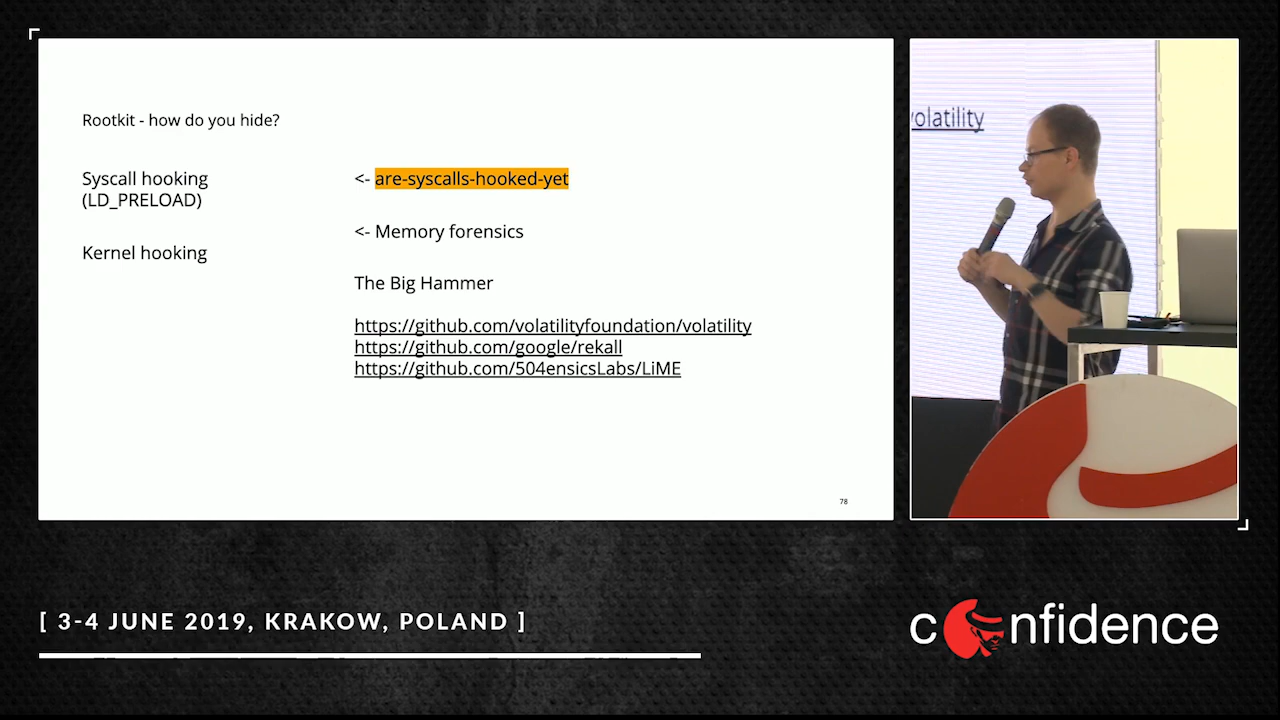 Rootkit - how do you hide?
Syscall hooking
(LD_PRELOAD)
Kernel hooking
<- are-syscalls-hooked-yet
<- Memory forensics
The Big Hammer
https://github.com/volatilityfoundation/volatility
https://github.com/google/rekall
https://github.com/504ensicsLabs/LiME
78
volatility
[ 3-4 JUNE 2019, KRAKOW, POLAND ]
confidence